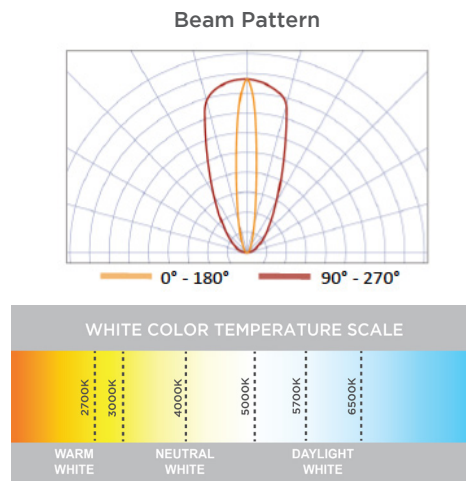 Beam Pattern
0° - 180°
90° - 270°
WHITE COLOR TEMPERATURE SCALE
2700K
3000K
4000K
5000K
5700K
6500K
WARM
WHITE
NEUTRAL
WHITE
DAYLIGHT
WHITE